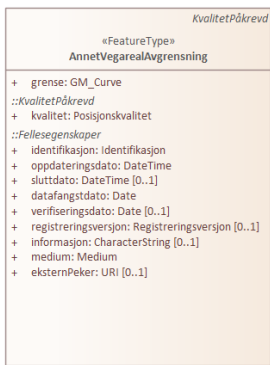 KvalitetPåkrevd
«FeatureType»
AnnetVegarealAvgrensning
+ grense: GM_Curve
::KvalitetPåkrevd
+ kvalitet: Posisjonskvalitet
::Fellesegenskaper
+ identifikasjon: Identifikasjon
+ oppdateringsdato: DateTime
+ sluttdato: DateTime [0..1]
+ datafangstdato: Date
+ verifiseringsdato: Date [0..1]
+ registreringsversjon: Registreringsversjon [0..1]
+ informasjon: CharacterString [0..1]
+ medium: Medium
+ eksternPeker: URI [0..1]